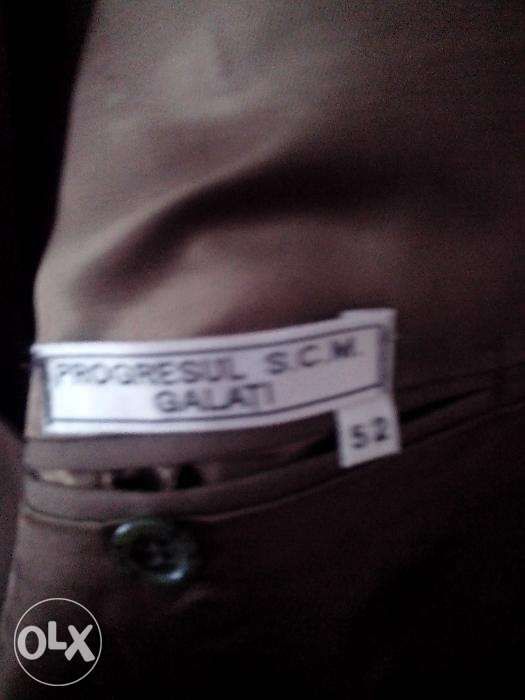 PROGRESUL S.C.M.
GALATI
52
OLX